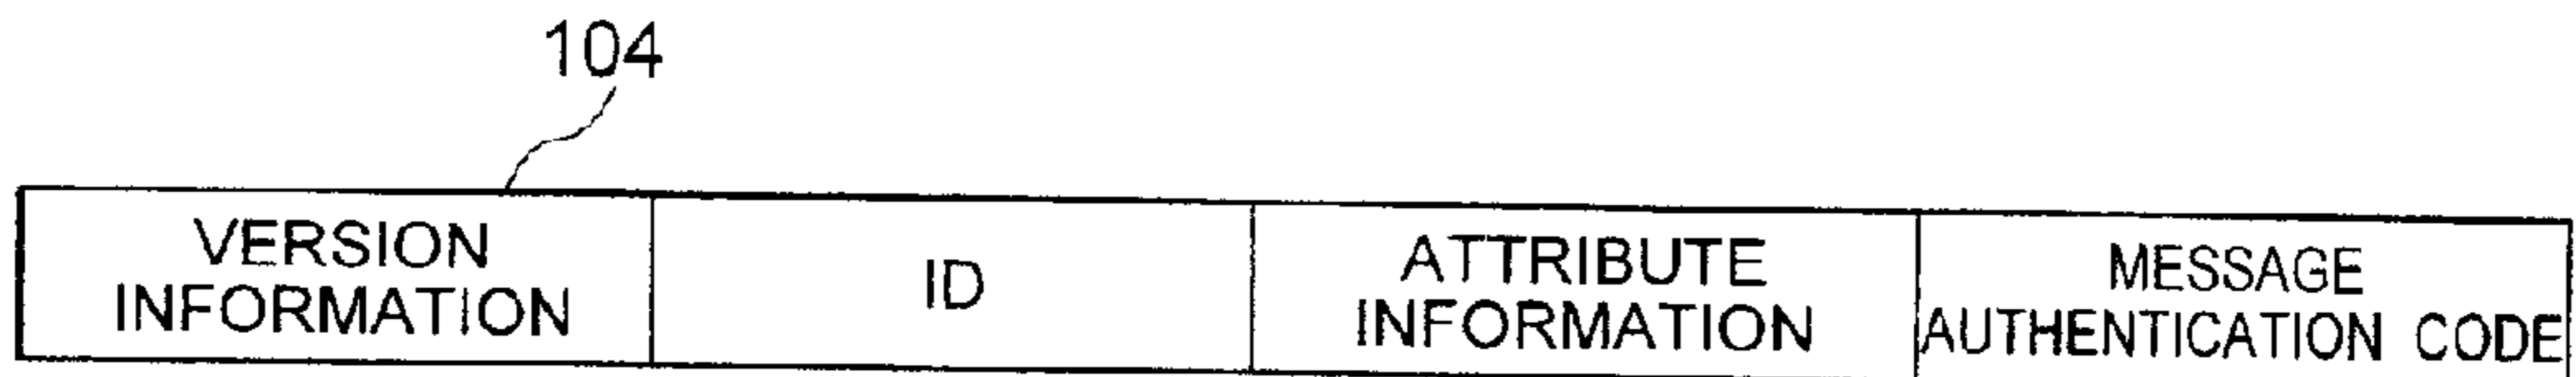 104
VERSION
INFORMATION
ID
ATTRIBUTE
INFORMATION
MESSAGE
AUTHENTICATION CODE